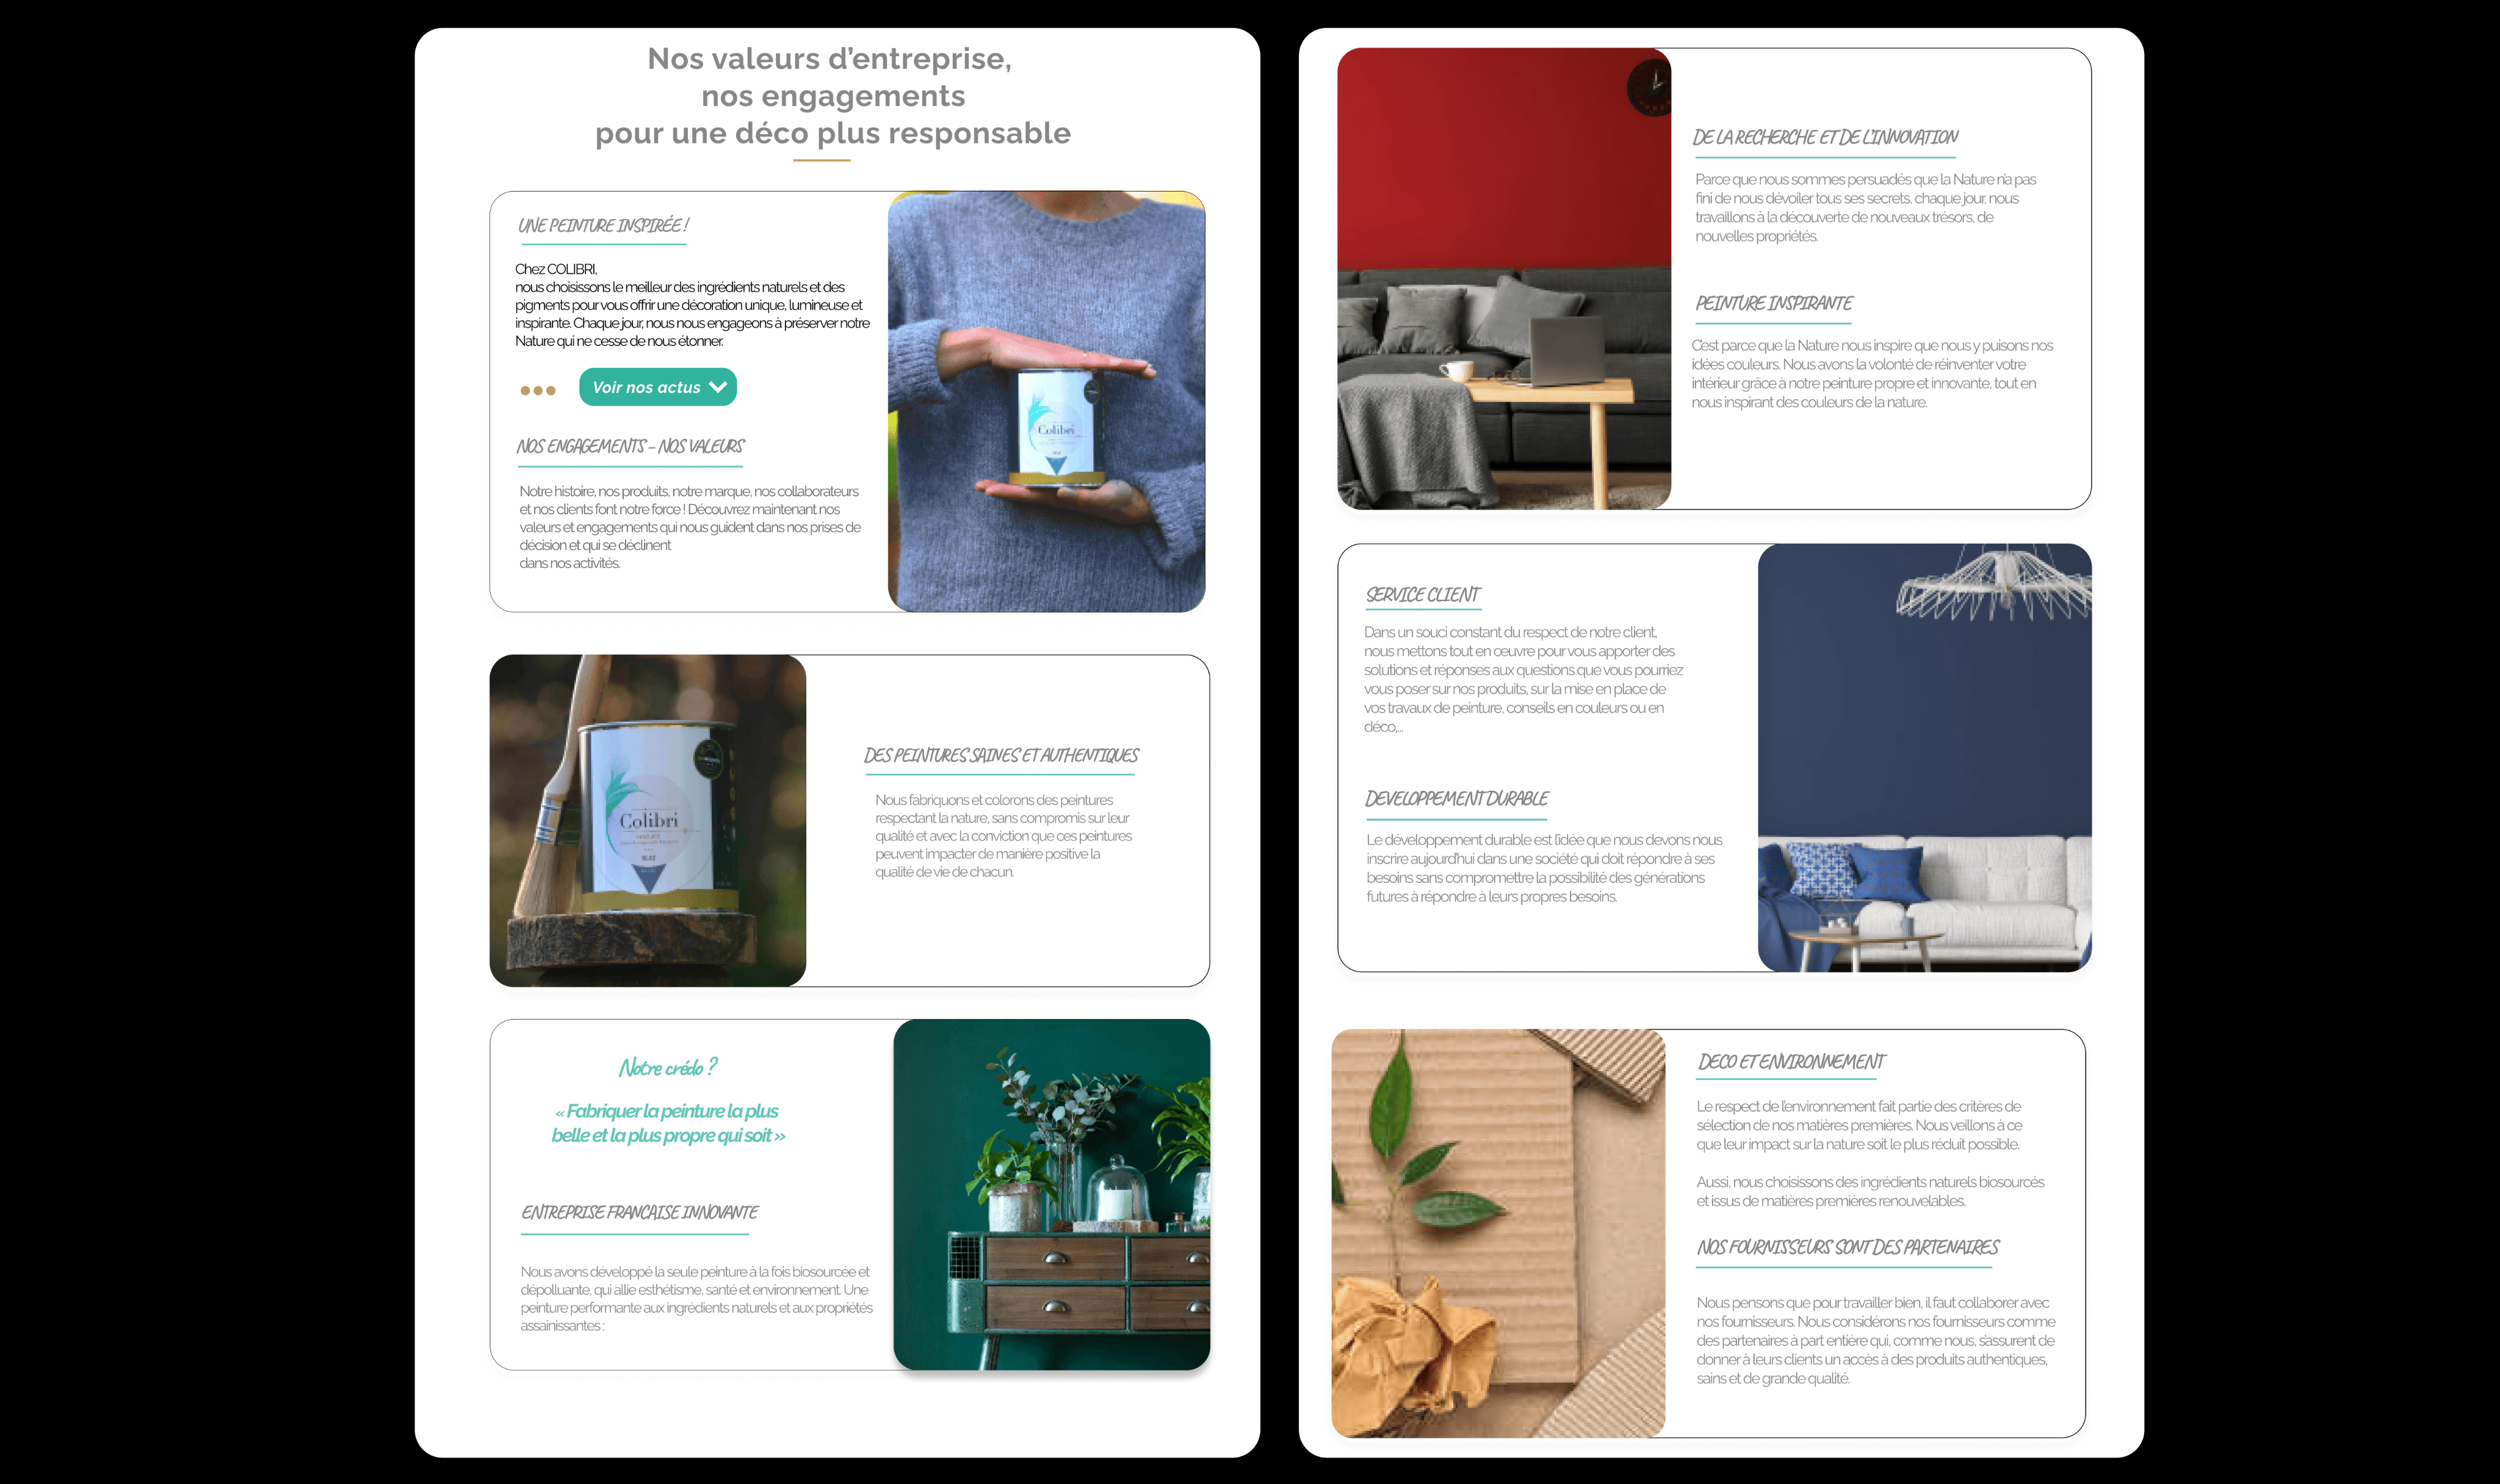 Nos valeurs d’entreprise,
nos engagements
pour une déco plus responsable
UNE PEINTURE INSPIRÉE !
Chez COLIBRI,
nous choisissons le meilleur des ingrédients naturels et des
pigments pour vous offrir une décoration unique, lumineuse et
inspirante. Chaque jour, nous nous engageons à préserver notre
Nature qui ne cesse de nous étonner.
Voir nos actus
NOS ENGAGEMENTS – NOS VALEURS
Notre histoire, nos produits, notre marque, nos collaborateurs
et nos clients font notre force ! Découvrez maintenant nos
valeurs et engagements qui nous guident dans nos prises de
décision et qui se déclinent
dans nos activités.
Colibri
Colibri
DES PEINTURES SAINES ET AUTHENTIQUES
Nous fabriquons et colorons des peintures
respectant la nature, sans compromis sur leur
qualité et avec la conviction que ces peintures
peuvent impacter de manière positive la
qualité de vie de chacun.
Notre crédo ?
« Fabriquer la peinture la plus
belle et la plus propre qui soit »
ENTREPRISE FRANCAISE INNOVANTE
Nous avons développé la seule peinture à la fois biosourcée et
dépolluante, qui allie esthétisme, santé et environnement. Une
peinture performante aux ingrédients naturels et aux propriétés
assainissantes :
DE LA RECHERCHE ET DE L'INNOVATION
Parce que nous sommes persuadés que la Nature n'a pas
fini de nous dévoiler tous ses secrets, chaque jour, nous
travaillons à la découverte de nouveaux trésors, de
nouvelles propriétés.
PEINTURE INSPIRANTE
C'est parce que la Nature nous inspire que nous y puisons nos
idées couleurs. Nous avons la volonté de réinventer votre
intérieur grâce à notre peinture propre et innovante, tout en
nous inspirant des couleurs de la nature.
SERVICE CLIENT
Dans un souci constant du respect de notre client,
nous mettons tout en œuvre pour vous apporter des
solutions et réponses aux questions que vous pourriez
vous poser sur nos produits, sur la mise en place de
vos travaux de peinture, conseils en couleurs ou en
déco,...
DEVELOPPEMENT DURABLE
Le développement durable est l'idée que nous devons nous
inscrire aujourd'hui dans une société qui doit répondre à ses
besoins sans compromettre la possibilité des générations
futures à répondre à leurs propres besoins.
DECO ET ENVIRONNEMENT
Le respect de l'environnement fait partie des critères de
sélection de nos matières premières. Nous veillons à ce
que leur impact sur la nature soit le plus réduit possible.
Aussi, nous choisissons des ingrédients naturels biosourcés
et issus de matières premières renouvelables.
NOS FOURNISSEURS SONT DES PARTENAIRES
Nous pensons que pour travailler bien, il faut collaborer avec
nos fournisseurs. Nous considérons nos fournisseurs comme
des partenaires à part entière qui, comme nous, s'assurent de
donner à leurs clients un accès à des produits authentiques,
sains et de grande qualité.